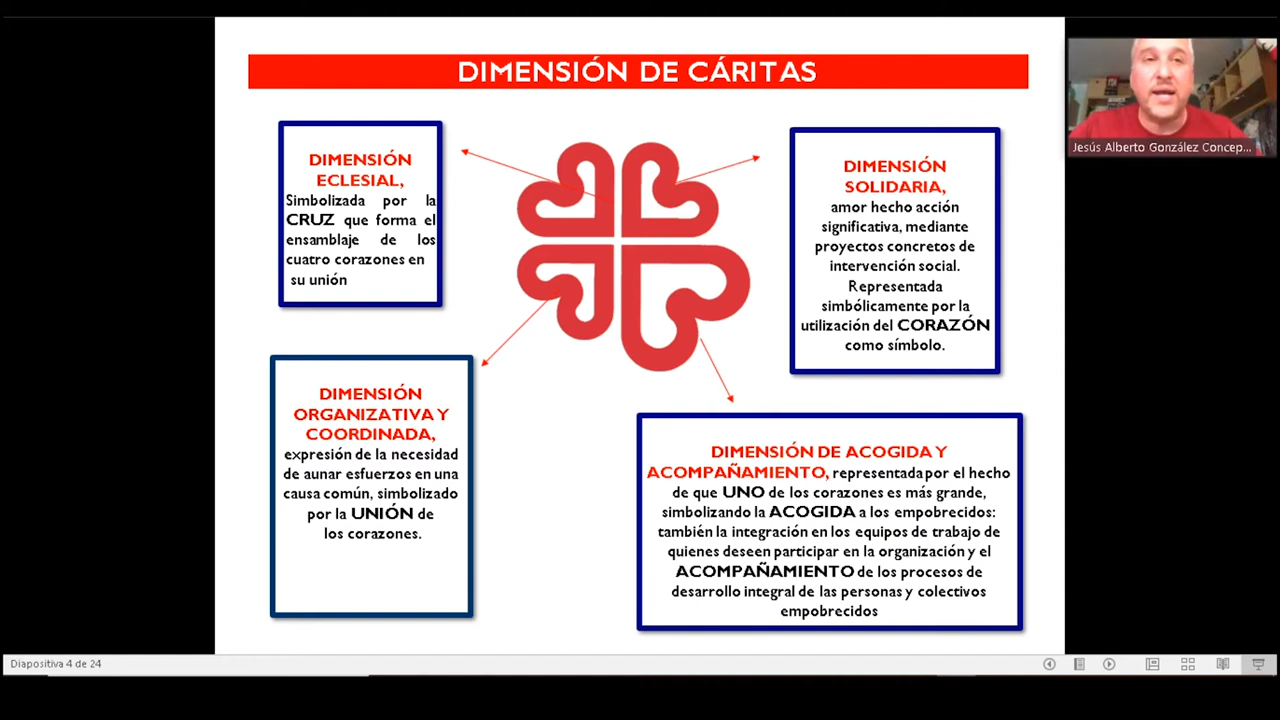 DIMENSIÓN DE CÁRITAS
DIMENSIÓN
ECLESIAL,
Simbolizada por la
CRUZ que forma el
ensamblaje de los
cuatro corazones en
su unión
DIMENSIÓN
SOLIDARIA,
amor hecho acción
significativa, mediante
proyectos concretos de
intervención social.
Representada
simbólicamente por la
utilización del CORAZÓN
como símbolo.
DIMENSIÓN
ORGANIZATIVA Y
COORDINADA,
expresión de la necesidad
de aunar esfuerzos en una
causa común, simbolizado
por la UNIÓN de
los corazones.
DIMENSIÓN DE ACOGIDA Y
ACOMPAÑAMIENTO, representada por el hecho
de que UNO de los corazones es más grande,
simbolizando la ACOGIDA a los empobrecidos:
también la integración en los equipos de trabajo de
quienes deseen participar en la organización y el
ACOMPAÑAMIENTO de los procesos de
desarrollo integral de las personas y colectivos
empobrecidos
Jesús Alberto González Concep...
Diapositiva 4 de 24